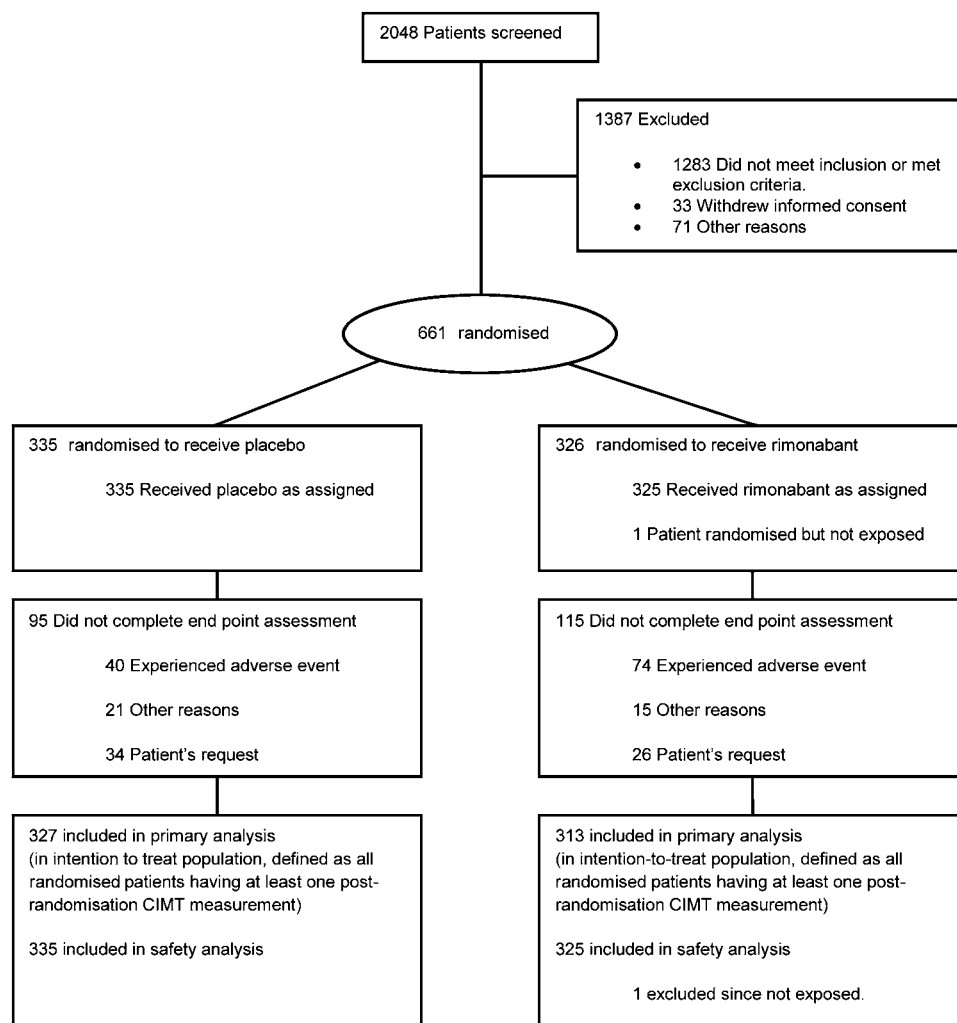 2048 Patients screened
1387 Excluded
• 1283 Did not meet inclusion or met
exclusion criteria.
• 33 Withdrew informed consent
• 71 Other reasons
661 randomised
335 randomised to receive placebo
335 Received placebo as assigned
326 randomised to receive rimonabant
325 Received rimonabant as assigned
1 Patient randomised but not exposed
95 Did not complete end point assessment
40 Experienced adverse event
21 Other reasons
34 Patient's request
115 Did not complete end point assessment
74 Experienced adverse event
15 Other reasons
26 Patient's request
327 included in primary analysis
(in intention to treat population, defined as all
randomised patients having at least one post-
randomisation CIMT measurement)
335 included in safety analysis
313 included in primary analysis
(in intention-to-treat population, defined as all
randomised patients having at least one post-
randomisation CIMT measurement)
325 included in safety analysis
1 excluded since not exposed.